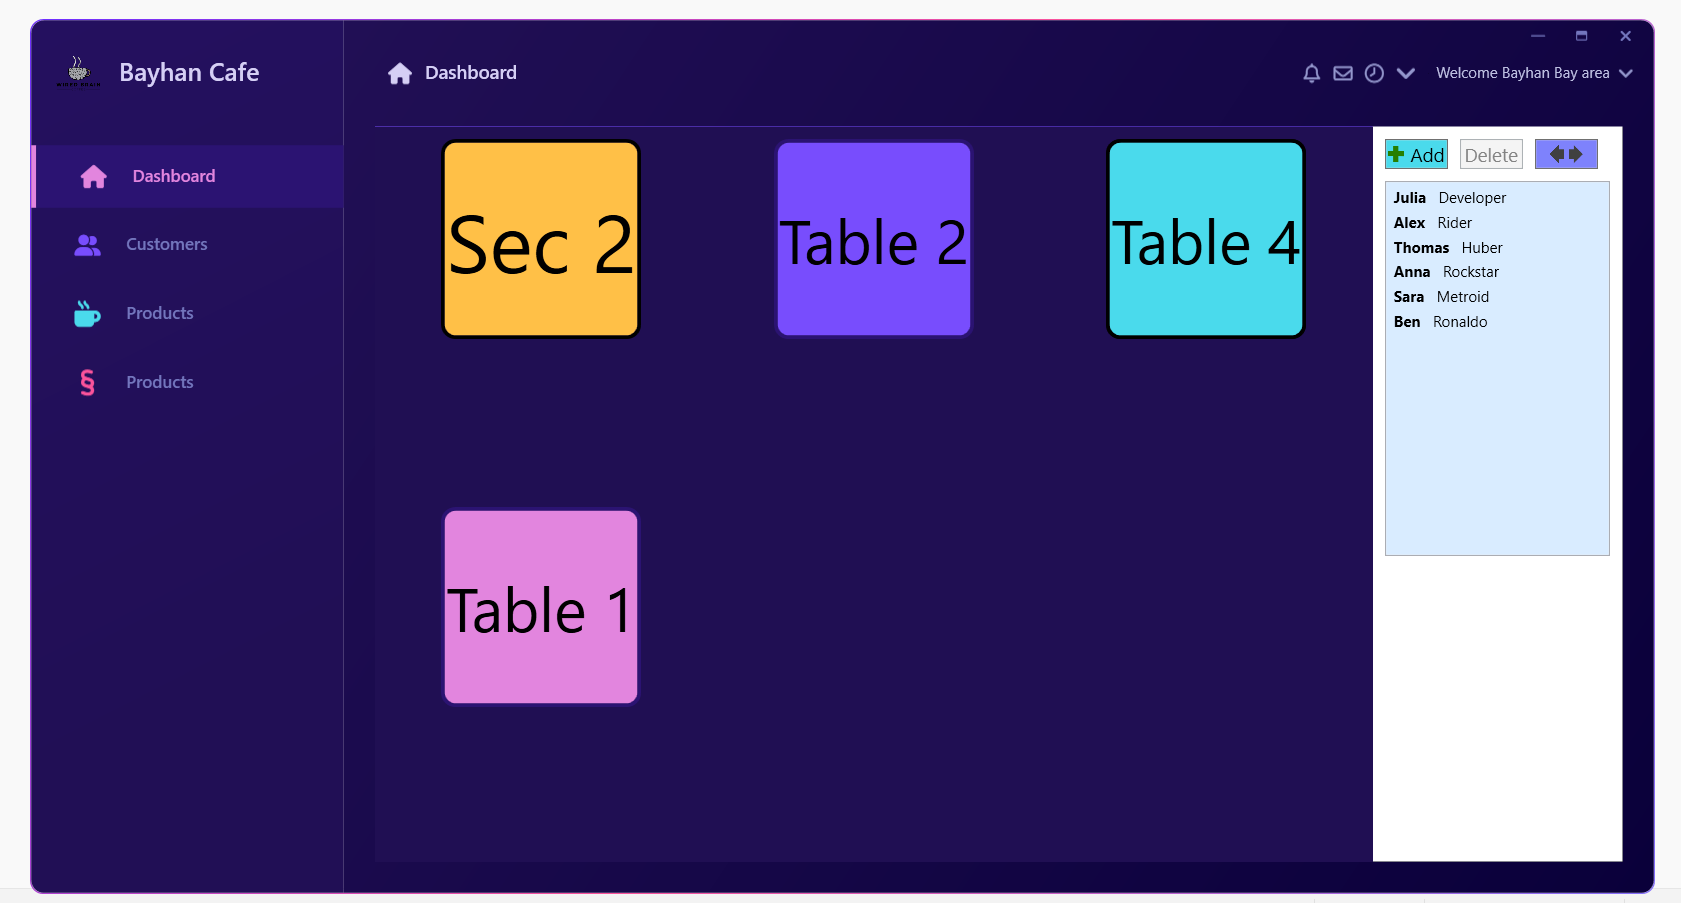 Bayhan Cafe
Dashboard
Welcome Bayhan Bay area
Dashboard
Customers
Products
§ Products
Sec 2
Table 2
Table 4
Table 1
Add
Delete
Julia Developer
Alex Rider
Thomas Huber
Anna Rockstar
Sara Metroid
Ben Ronaldo